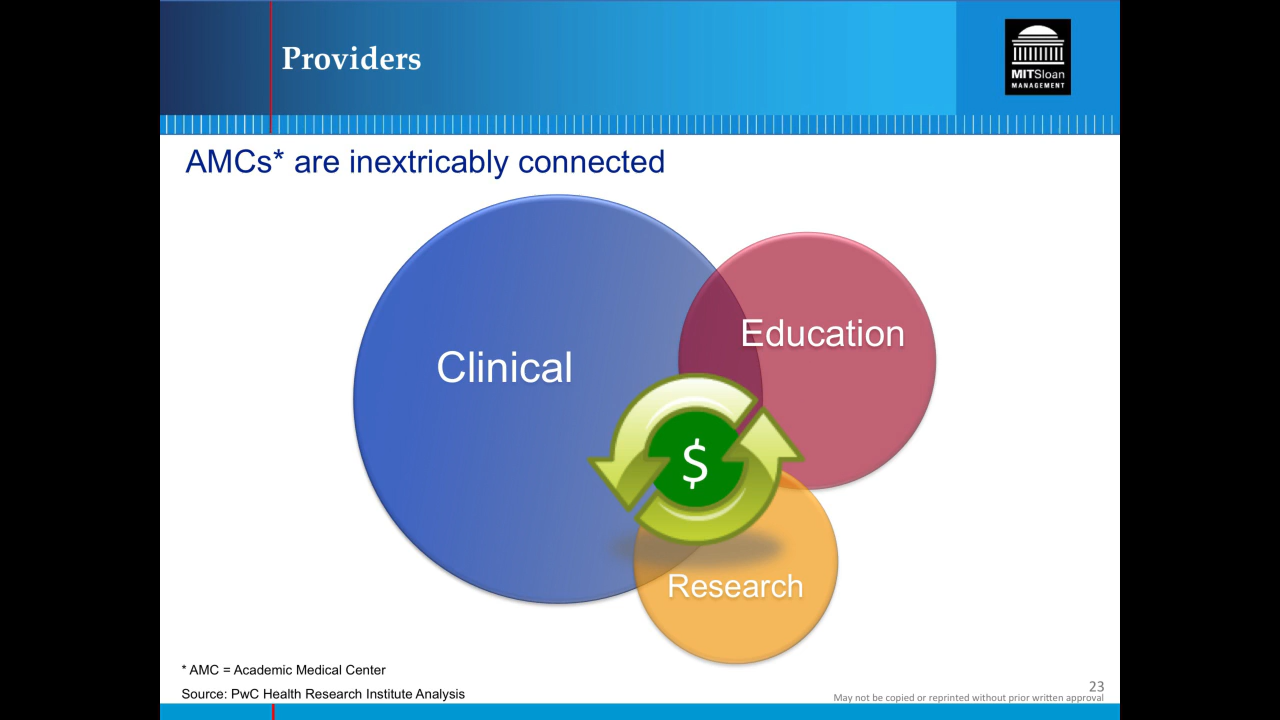 Providers
MITSloan
MANAGEMENT
AMCs* are inextricably connected
Education
Clinical
$
Research
* AMC = Academic Medical Center
Source: PwC Health Research Institute Analysis
23
May not be copied or reprinted without prior written approval